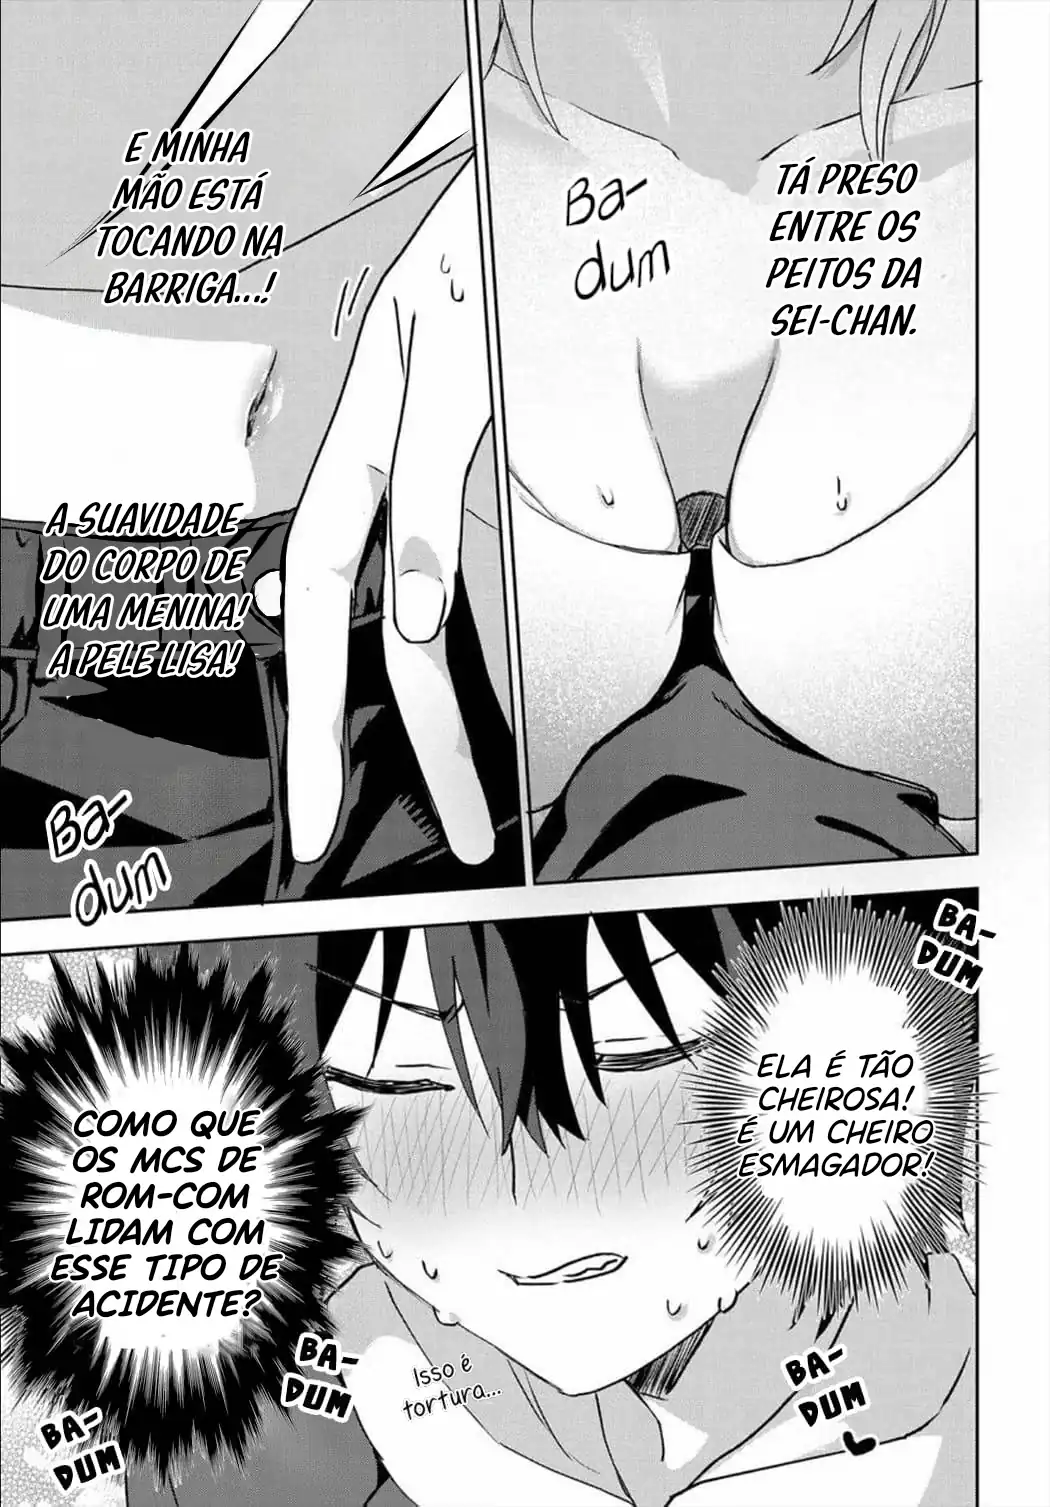 TÁ PRESO
ENTRE OS
PEITOS DA
SEI-CHAN.
Ba-
dum
E MINHA
MÃO ESTÁ
TOCANDO NA
BARRIGA...!
A SUAVIDADE
DO CORPO DE
UMA MENINA!
A PELE LISA!
Ba-
dum
BA-
DUM
ELA É TÃO
CHEIROSA!
É UM CHEIRO
ESMAGADOR!
COMO QUE
OS MCS DE
ROM-COM
LIDAM COM
ESSE TIPO DE
ACIDENTE?
BA-
DUM
Isso é
tortura...
BA-
DUM
BA-
DUM